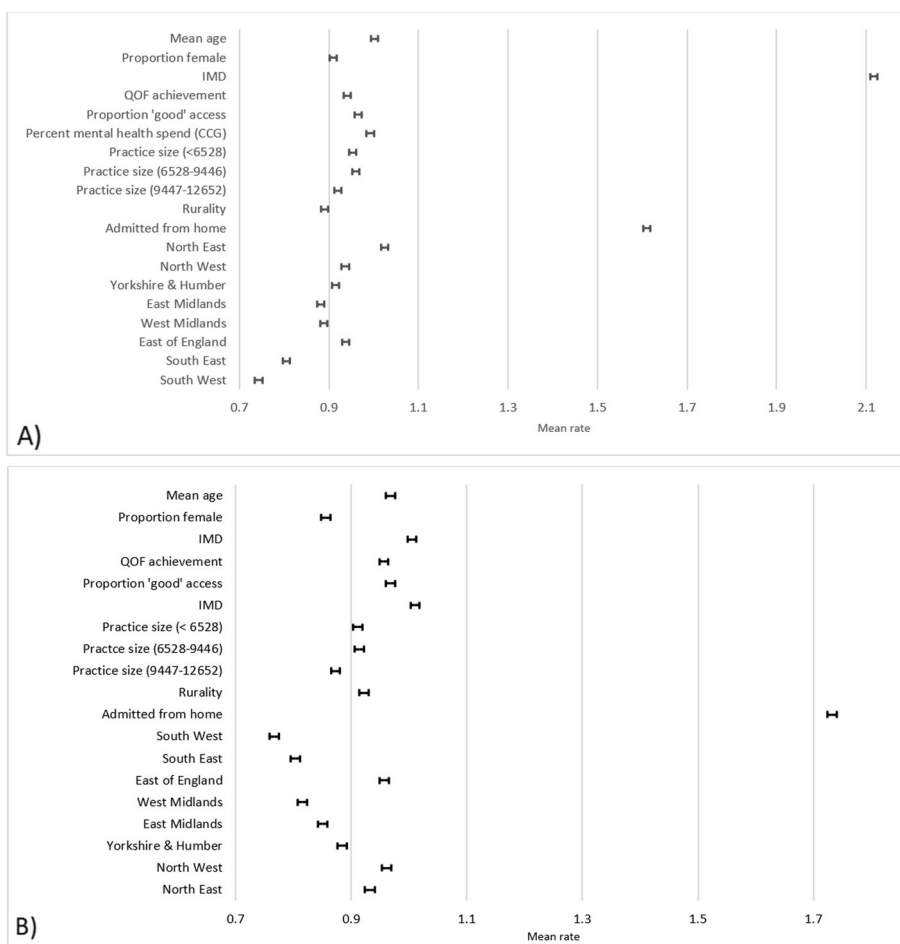 Mean age
Proportion female
IMD
QOF achievement
Proportion 'good' access
Percent mental health spend (CCG)
Practice size (<6528)
Practice size (6528-9446)
Practice size (9447-12652)
Rurality
Admitted from home
North East
North West
Yorkshire & Humber
East Midlands
West Midlands
East of England
South East
South West
0.7 0.9 1.1 1.3 1.5 1.7 1.9 2.1
Mean rate
A)
Mean age
Proportion female
IMD
QOF achievement
Proportion 'good' access
IMD
Practice size (< 6528)
Practce size (6528-9446)
Practice size (9447-12652)
Rurality
Admitted from home
South West
South East
East of England
West Midlands
East Midlands
Yorkshire & Humber
North West
North East
0.7 0.9 1.1 1.3 1.5 1.7
Mean rate
B)